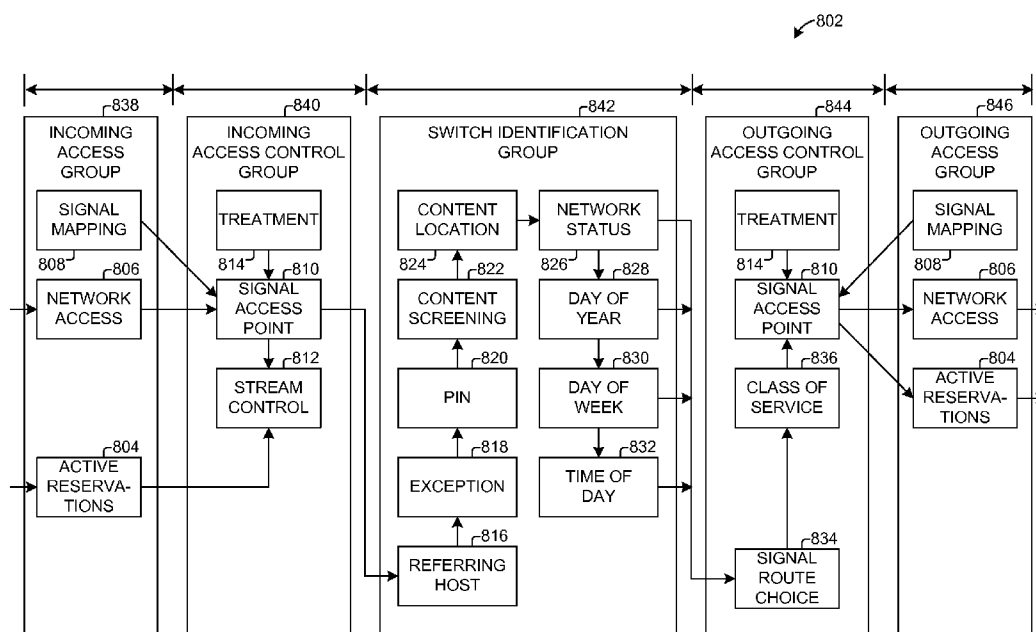 802
838
INCOMING
ACCESS
GROUP
SIGNAL
MAPPING
808
806
NETWORK
ACCESS
804
ACTIVE
RESERVA-
TIONS
840
INCOMING
ACCESS CONTROL
GROUP
TREATMENT
814
810
SIGNAL
ACCESS
POINT
812
STREAM
CONTROL
842
SWITCH IDENTIFICATION
GROUP
CONTENT
LOCATION
824
822
CONTENT
SCREENING
820
PIN
818
EXCEPTION
816
REFERRING
HOST
NETWORK
STATUS
826
828
DAY OF
YEAR
830
DAY OF
WEEK
832
TIME OF
DAY
844
OUTGOING
ACCESS CONTROL
GROUP
TREATMENT
814
810
SIGNAL
ACCESS
POINT
836
CLASS OF
SERVICE
834
SIGNAL
ROUTE
CHOICE
846
OUTGOING
ACCESS
GROUP
SIGNAL
MAPPING
808
806
NETWORK
ACCESS
804
ACTIVE
RESERVA-
TIONS